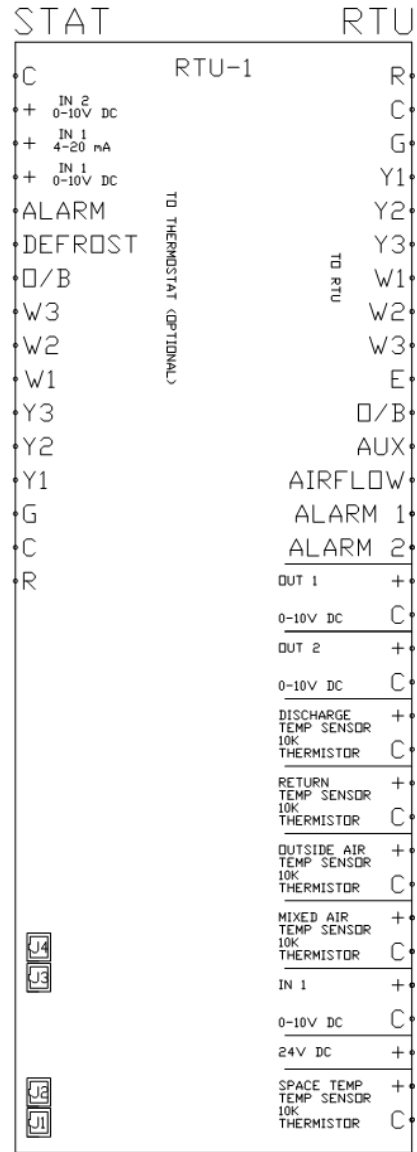 STAT
RTU
RTU-1
C
+ IN 2
0-10V DC
+ IN 1
4-20 mA
+ IN 1
0-10V DC
ALARM
DEFROST
O/B
W3
W2
W1
Y3
Y2
Y1
G
C
R
TO THERMOSTAT (OPTIONAL)
TO RTU
R
C
G
Y1
Y2
Y3
W1
W2
W3
E
O/B
AUX
AIRFLOW
ALARM 1
ALARM 2
OUT 1 +
0-10V DC C
OUT 2 +
0-10V DC C
DISCHARGE +
TEMP SENSOR
10K
THERMISTOR C
RETURN +
TEMP SENSOR
10K
THERMISTOR C
OUTSIDE AIR +
TEMP SENSOR
10K
THERMISTOR C
MIXED AIR +
TEMP SENSOR
10K
THERMISTOR C
IN 1 +
0-10V DC C
24V DC +
SPACE TEMP +
TEMP SENSOR
10K
THERMISTOR C
J4
J3
J2
J1